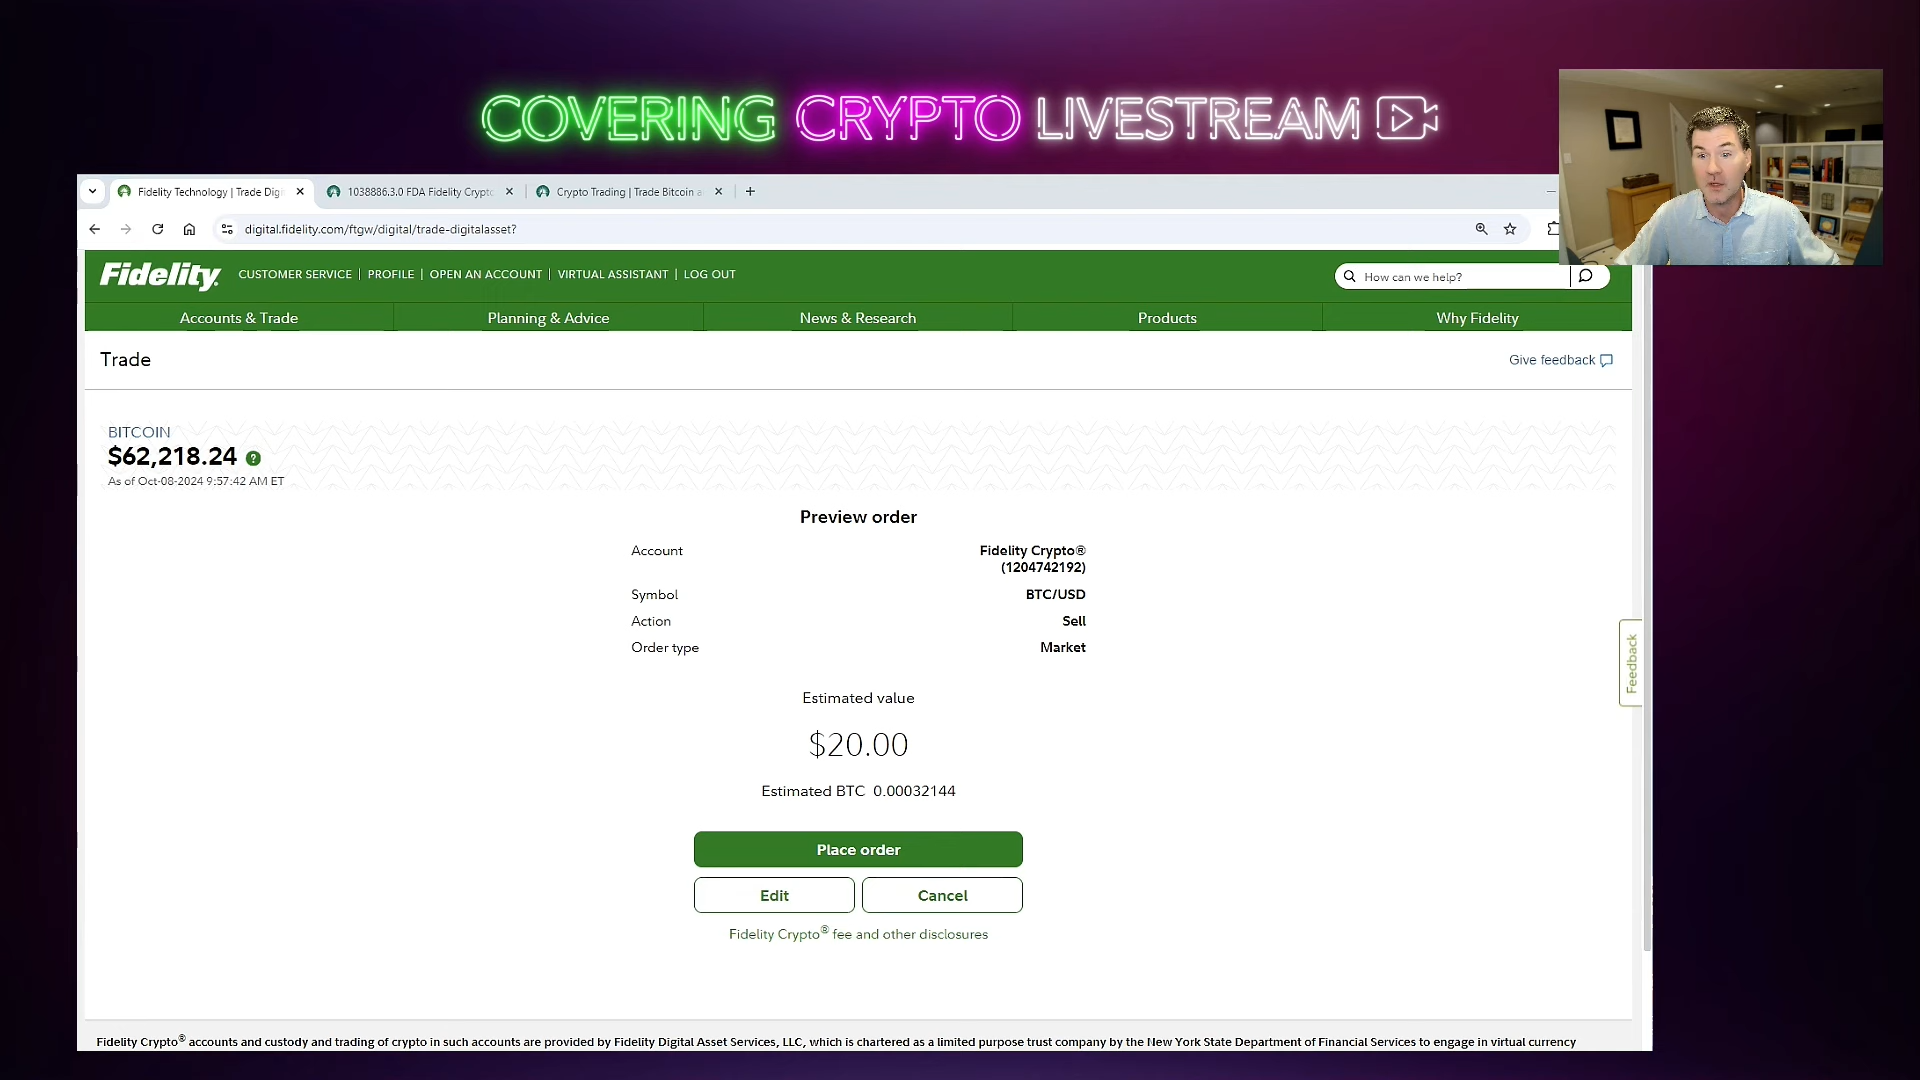 COVERING CRYPTO LIVESTREAM
Fidelity Technology | Trade Digi
1038886.3.0 FDA Fidelity Crypto
Crypto Trading | Trade Bitcoin a
digital.fidelity.com/ftgw/digital/trade-digitalasset?
Fidelity
CUSTOMER SERVICE | PROFILE | OPEN AN ACCOUNT | VIRTUAL ASSISTANT | LOG OUT
How can we help?
Accounts & Trade
Planning & Advice
News & Research
Products
Why Fidelity
Trade
Give feedback
BITCOIN
$62,218.24 ?
As of Oct-08-2024 9:57:42 AM ET
Preview order
Account Fidelity Crypto®
(1204742192)
Symbol BTC/USD
Action Sell
Order type Market
Feedback
Estimated value
$20.00
Estimated BTC 0.00032144
Place order
Edit
Cancel
Fidelity Crypto® fee and other disclosures
Fidelity Crypto® accounts and custody and trading of crypto in such accounts are provided by Fidelity Digital Asset Services, LLC, which is chartered as a limited purpose trust company by the New York State Department of Financial Services to engage in virtual currency